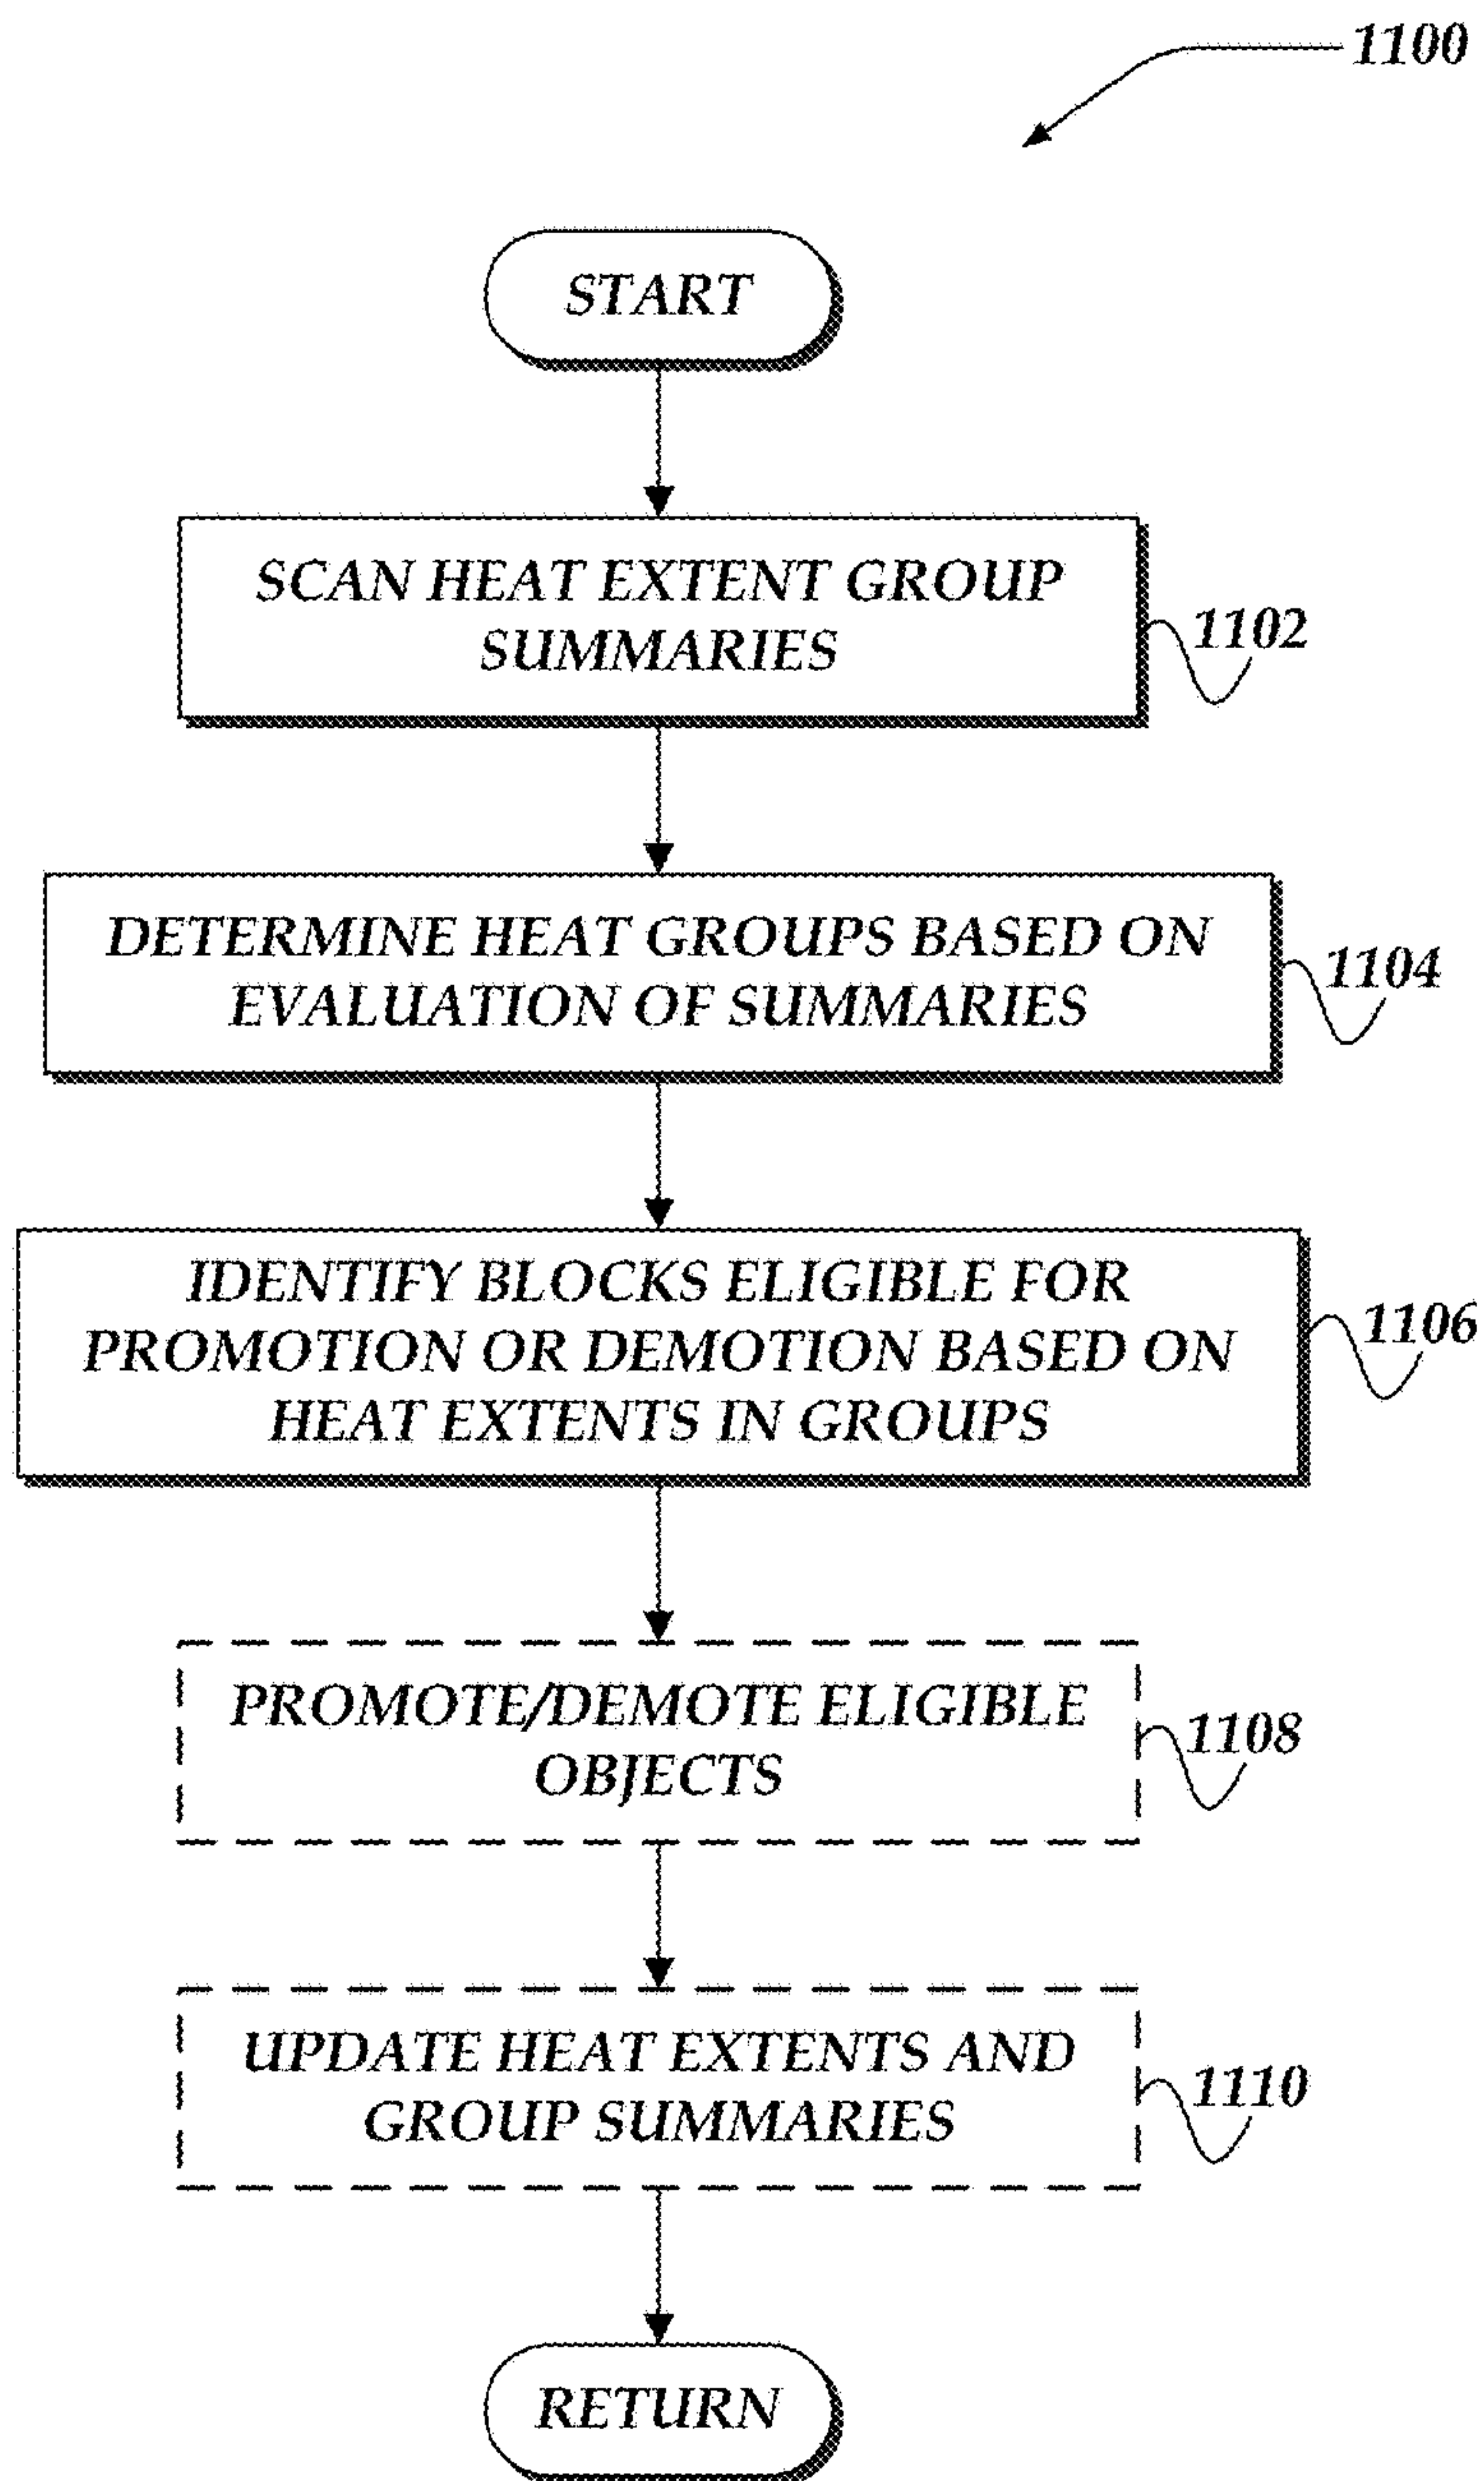 1100
START
SCAN HEAT EXTENT GROUP
SUMMARIES
1102
DETERMINE HEAT GROUPS BASED ON
EVALUATION OF SUMMARIES
1104
IDENTIFY BLOCKS ELIGIBLE FOR
PROMOTION OR DEMOTION BASED ON
HEAT EXTENTS IN GROUPS
1106
PROMOTE/DEMOTE ELIGIBLE
OBJECTS
1108
UPDATE HEAT EXTENTS AND
GROUP SUMMARIES
1110
RETURN